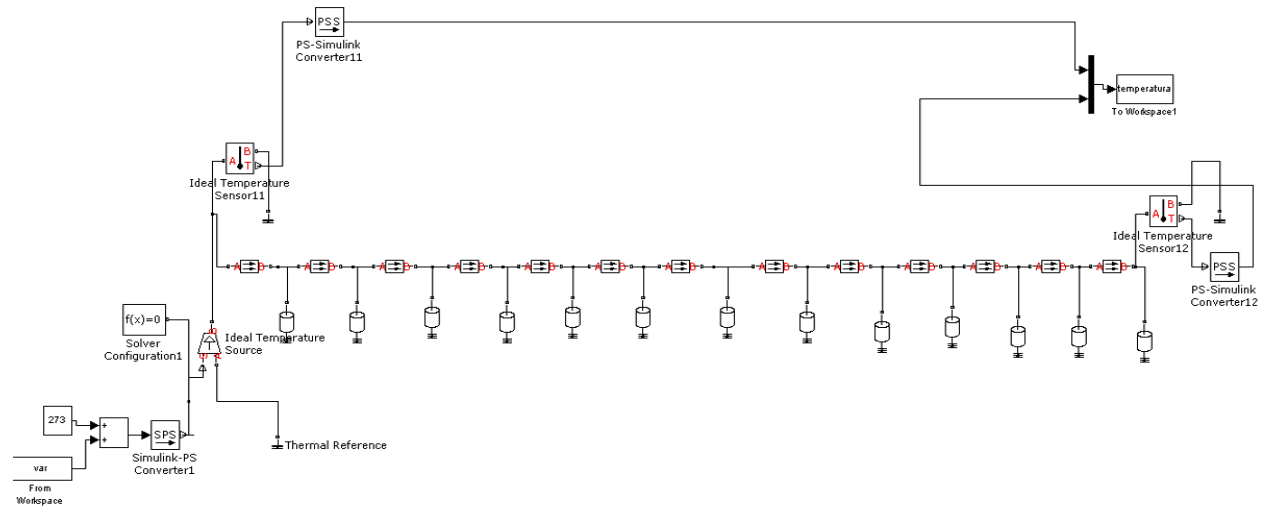 PSS
PS-Simulink
Converter11
temperatura
To Workspace1
B
A
T
Ideal Temperature
Sensor11
B
A
T
Ideal Temperature
Sensor12
A B A B A B A B A B A B A B A B A B A B A B A B A B
PSS
PS-Simulink
Converter12
f(x)=0
Solver
Configuration1
B
Ideal Temperature
Source
S A
273
+
+
SPS
Simulink-PS
Converter1
Thermal Reference
var
From
Workspace